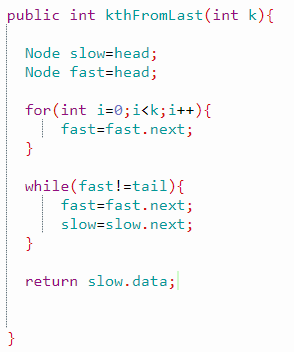 public int kthFromLast(int k){
Node slow=head;
Node fast=head;
for(int i=0;i<k;i++){
fast=fast.next;
}
while(fast!=tail){
fast=fast.next;
slow=slow.next;
}
return slow.data;
}